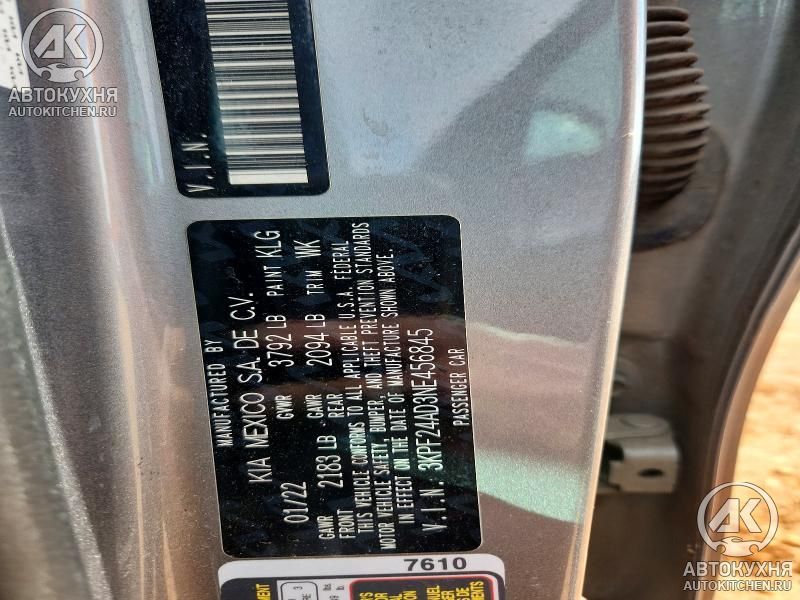 АК
АВТОКУХНЯ
AUTOKITCHEN.RU
V.I.N.
MANUFACTURED BY
KIA MEXICO S.A. DE C.V.
01/22 GVWR 3792 LB PAINT KLG
GAWR FRONT 2183 LB GAWR REAR 2094 LB TRIM WK
THIS VEHICLE CONFORMS TO ALL APPLICABLE U.S.A. FEDERAL
MOTOR VEHICLE SAFETY, BUMPER, AND THEFT PREVENTION STANDARDS
IN EFFECT ON THE DATE OF MANUFACTURE SHOWN ABOVE.
V.I.N. 3KPF24AD3NE456845
PASSENGER CAR
7610
АК
АВТОКУХНЯ
AUTOKITCHEN.RU